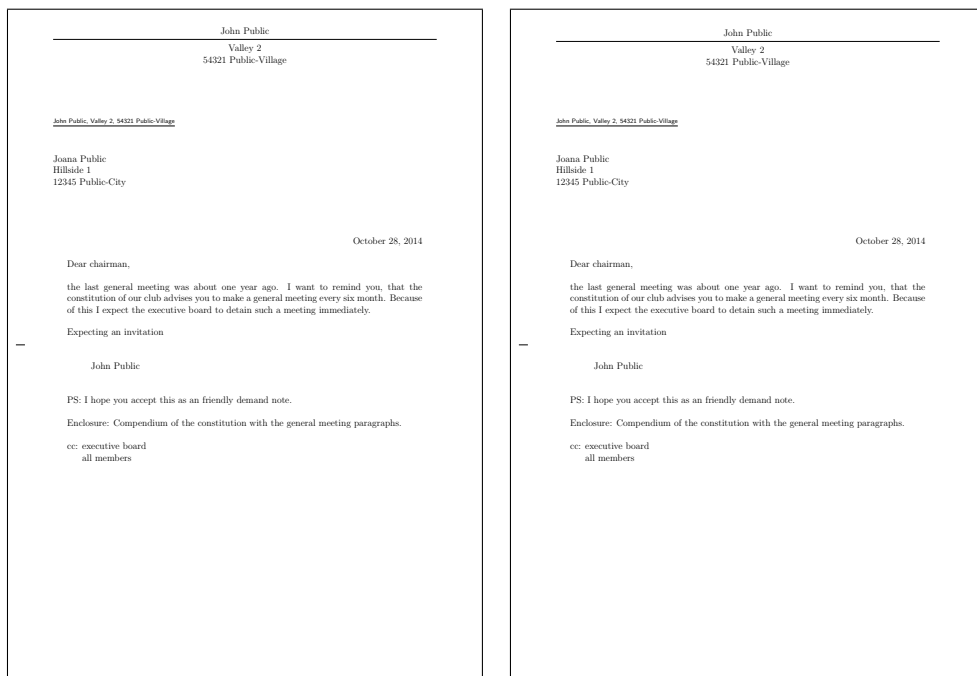 John Public
Valley 2
54321 Public-Village
John Public, Valley 2, 54321 Public-Village
Joana Public
Hillside 1
12345 Public-City
October 28, 2014
Dear chairman,
the last general meeting was about one year ago. I want to remind you, that the
constitution of our club advises you to make a general meeting every six month. Because
of this I expect the executive board to detain such a meeting immediately.
Expecting an invitation
John Public
PS: I hope you accept this as an friendly demand note.
Enclosure: Compendium of the constitution with the general meeting paragraphs.
cc: executive board
all members
John Public
Valley 2
54321 Public-Village
John Public, Valley 2, 54321 Public-Village
Joana Public
Hillside 1
12345 Public-City
October 28, 2014
Dear chairman,
the last general meeting was about one year ago. I want to remind you, that the
constitution of our club advises you to make a general meeting every six month. Because
of this I expect the executive board to detain such a meeting immediately.
Expecting an invitation
John Public
PS: I hope you accept this as an friendly demand note.
Enclosure: Compendium of the constitution with the general meeting paragraphs.
cc: executive board
all members